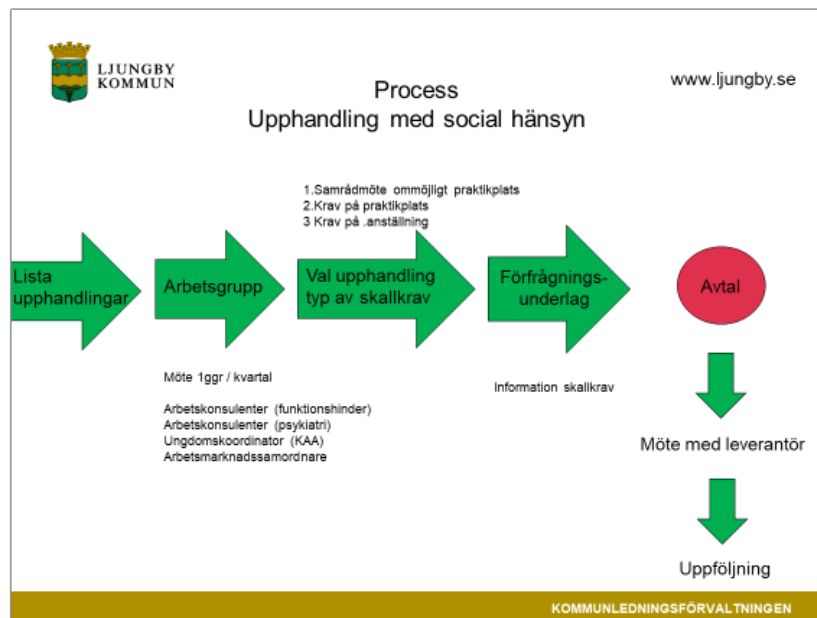 LJUNGBY
KOMMUN
www.ljungby.se
Process
Upphandling med social hänsyn
1.Samrådmöte ommöjligt praktikplats
2.Krav på praktikplats
3 Krav på .anställning
Lista
upphandlingar
Arbetsgrupp
Val upphandling
typ av skallkrav
Förfrågnings-
underlag
Avtal
Möte 1ggr / kvartal
Arbetskonsulenter (funktionshinder)
Arbetskonsulenter (psykiatri)
Ungdomskoordinator (KAA)
Arbetsmarknadssamordnare
Information skallkrav
Möte med leverantör
Uppföljning
KOMMUNLEDNINGSFÖRVALTNINGEN